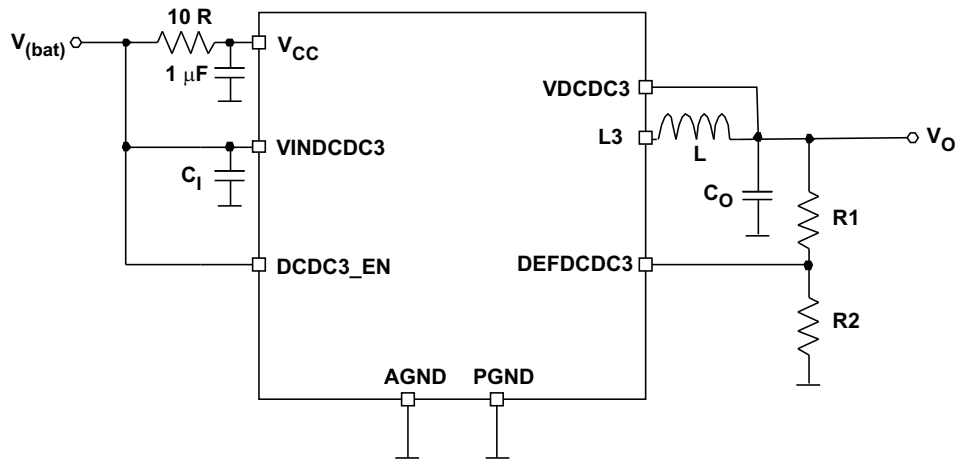 10 R
V(bat)
VCC
1 μF
VDCDC3
L3
VO
VINDCDC3
L
CI
CO
R1
DCDC3_EN
DEFDCDC3
R2
AGND PGND